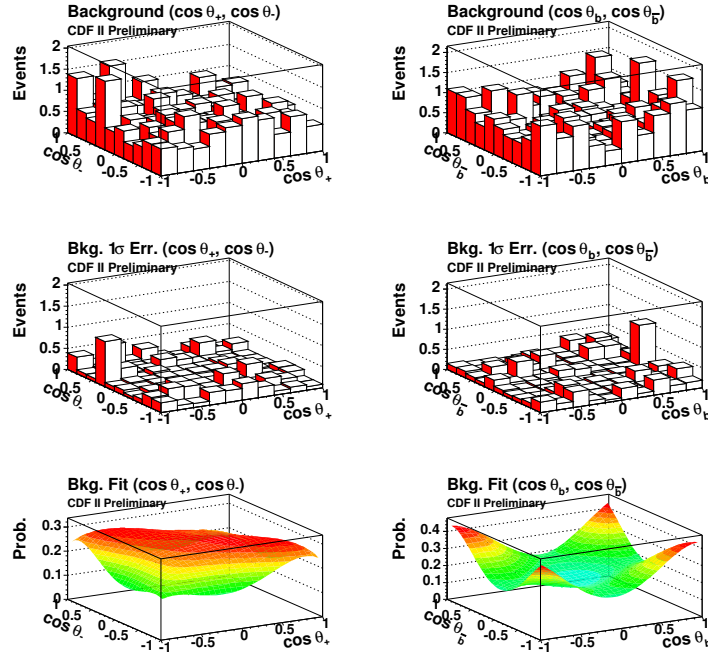 Background (cos θ+, cos θ-)
CDF II Preliminary
Events
2
1.5
1
0.5
0
1
0.5
0
-0.5
-1
cos θ-
-1
-0.5
0
0.5
1
cos θ+
Background (cos θb, cos θb̅)
CDF II Preliminary
Events
2
1.5
1
0.5
0
1
0.5
0
-0.5
-1
cos θb̅
-1
-0.5
0
0.5
1
cos θb
Bkg. 1σ Err. (cos θ+, cos θ-)
CDF II Preliminary
Events
2
1.5
1
0.5
0
1
0.5
0
-0.5
-1
cos θ-
-1
-0.5
0
0.5
1
cos θ+
Bkg. 1σ Err. (cos θb, cos θb̅)
CDF II Preliminary
Events
2
1.5
1
0.5
0
1
0.5
0
-0.5
-1
cos θb̅
-1
-0.5
0
0.5
1
cos θb
Bkg. Fit (cos θ+, cos θ-)
CDF II Preliminary
Prob.
0.3
0.2
0.1
0
1
0.5
0
-0.5
-1
cos θ-
-1
-0.5
0
0.5
1
cos θ+
Bkg. Fit (cos θb, cos θb̅)
CDF II Preliminary
Prob.
0.4
0.3
0.2
0.1
0
1
0.5
0
-0.5
-1
cos θb̅
-1
-0.5
0
0.5
1
cos θb